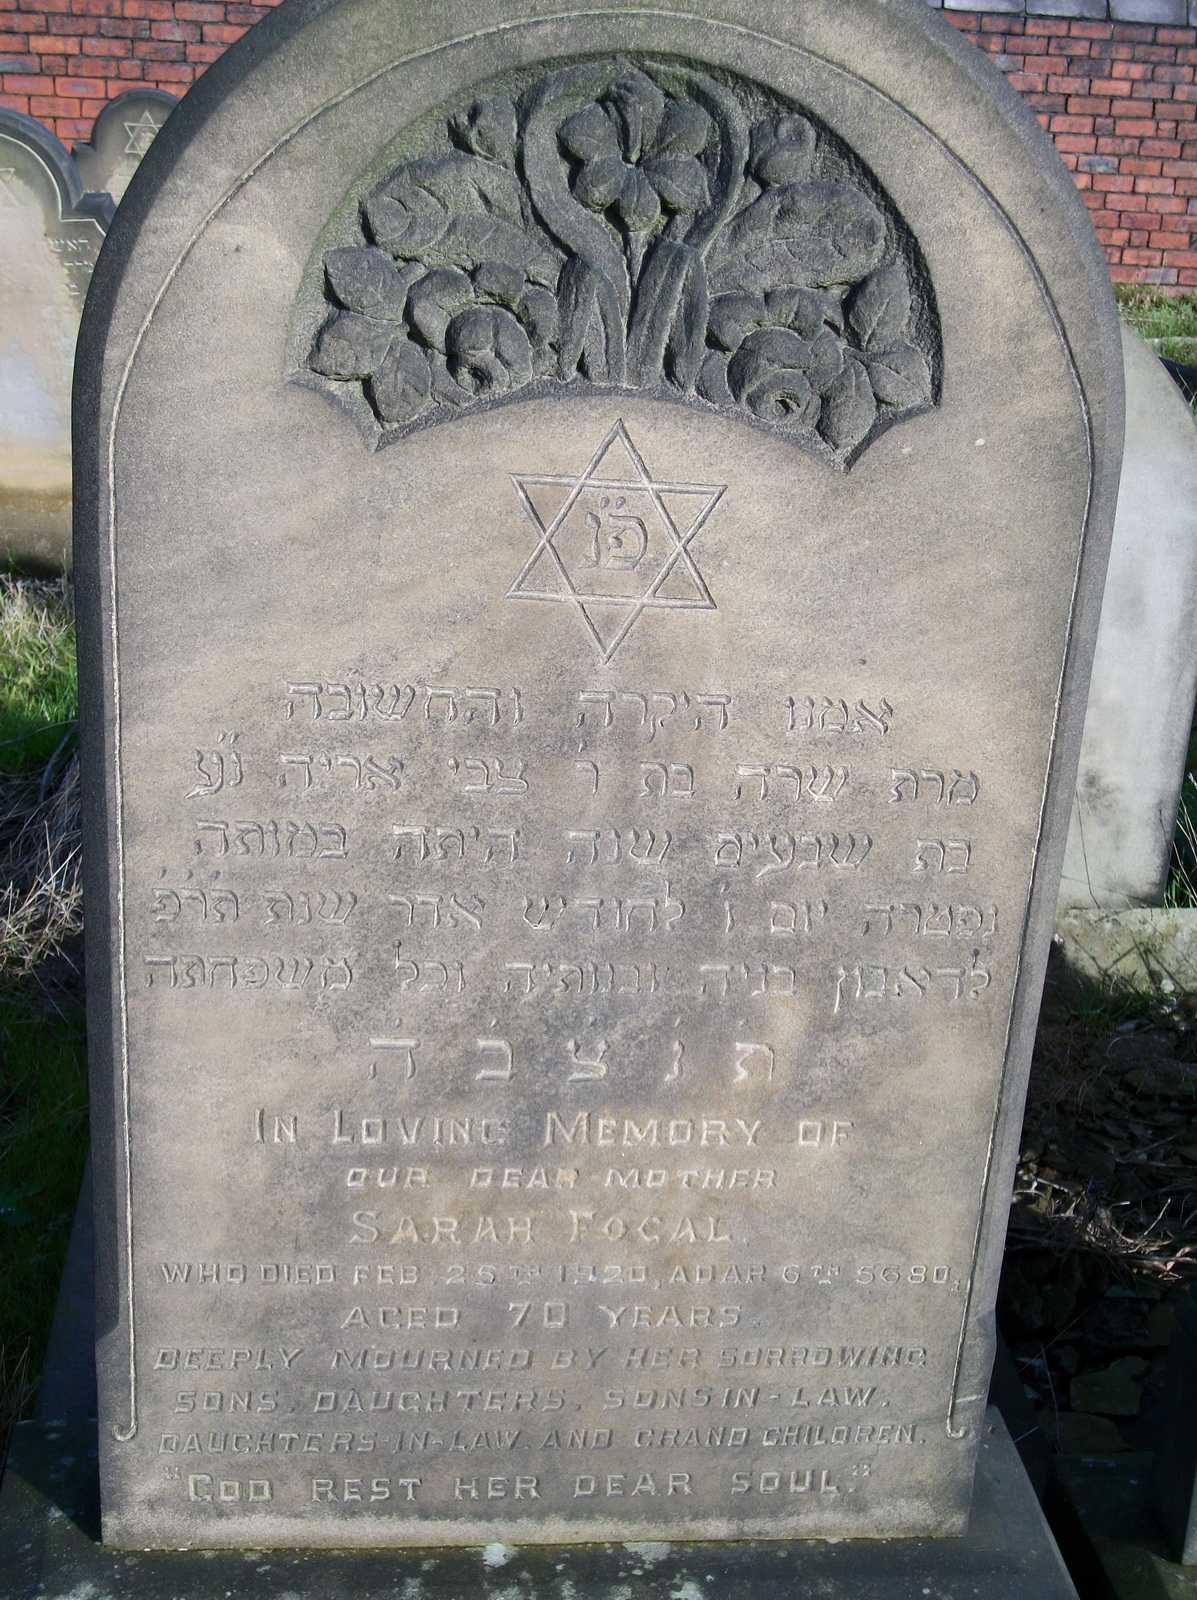 פ״נ
אמנו היקרה והחשובה
מרת שרה בת ר׳ צבי אריה נ״ע
בת שבעים שנה היתה במותה
נפטרה יום ו׳ לחודש אדר שנת תר״פ
לדאבון בניה ובנותיה וכל משפחתה
ת׳ נ׳ צ׳ ב׳ ה׳
IN LOVING MEMORY OF
OUR DEAR MOTHER
SARAH FOGAL.
WHO DIED FEB. 25TH 1920, ADAR 6TH 5680,
AGED 70 YEARS.
DEEPLY MOURNED BY HER SORROWING
SONS, DAUGHTERS, SONS IN-LAW,
DAUGHTERS-IN-LAW AND GRAND CHILDREN.
"GOD REST HER DEAR SOUL."